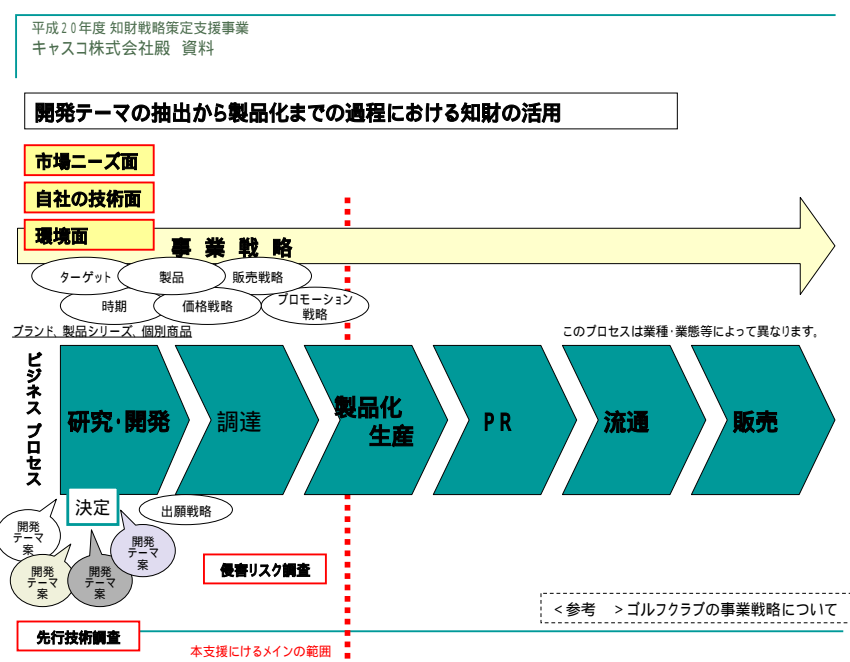 平成20年度 知財戦略策定支援事業
キャスコ株式会社殿 資料
開発テーマの抽出から製品化までの過程における知財の活用
市場ニーズ面
自社の技術面
環境面
事 業 戦 略
ターゲット
製品
販売戦略
時期
価格戦略
プロモーション
戦略
ブランド、製品シリーズ、個別商品
このプロセスは業種・業態等によって異なります。
ビジネスプロセス
研究・開発
調達
製品化
生産
PR
流通
販売
決定
出願戦略
開発
テーマ
案
開発
テーマ
案
開発
テーマ
案
開発
テーマ
案
侵害リスク調査
<参考 >ゴルフクラブの事業戦略について
先行技術調査
本支援にけるメインの範囲